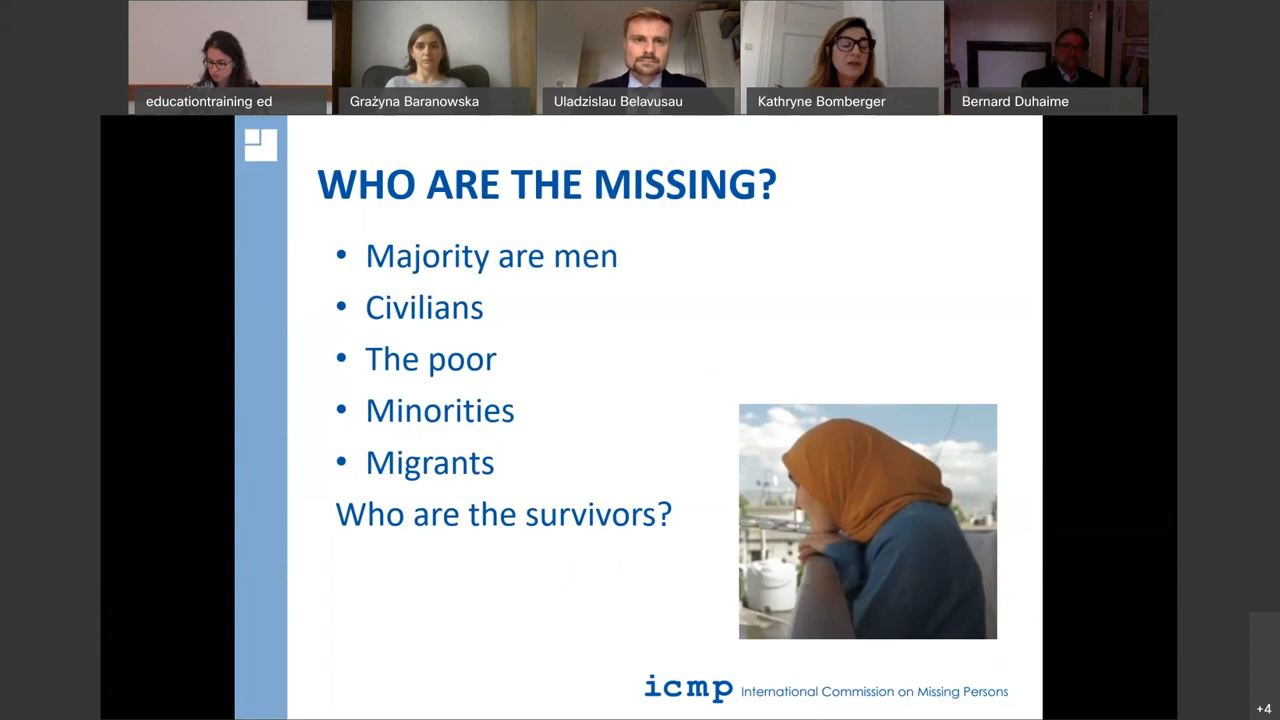 educationtraining ed
Grażyna Baranowska
Uladzislau Belavusau
Kathryne Bomberger
Bernard Duhaime
WHO ARE THE MISSING?
• Majority are men
• Civilians
• The poor
• Minorities
• Migrants
Who are the survivors?
icmp International Commission on Missing Persons
+4